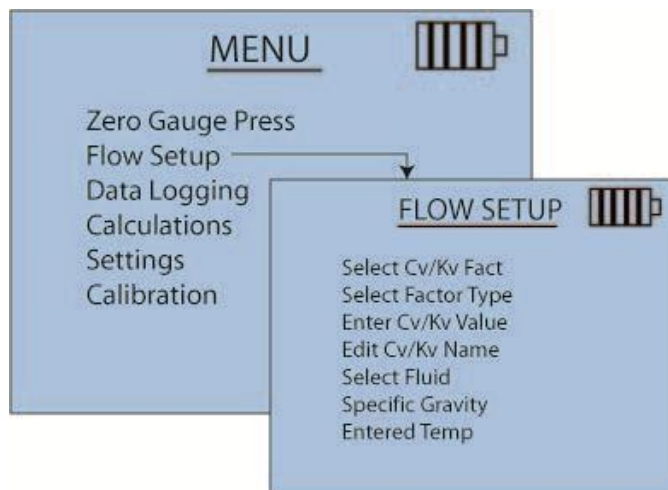 MENU
Zero Gauge Press
Flow Setup
Data Logging
Calculations
Settings
Calibration
FLOW SETUP
Select Cv/Kv Fact
Select Factor Type
Enter Cv/Kv Value
Edit Cv/Kv Name
Select Fluid
Specific Gravity
Entered Temp